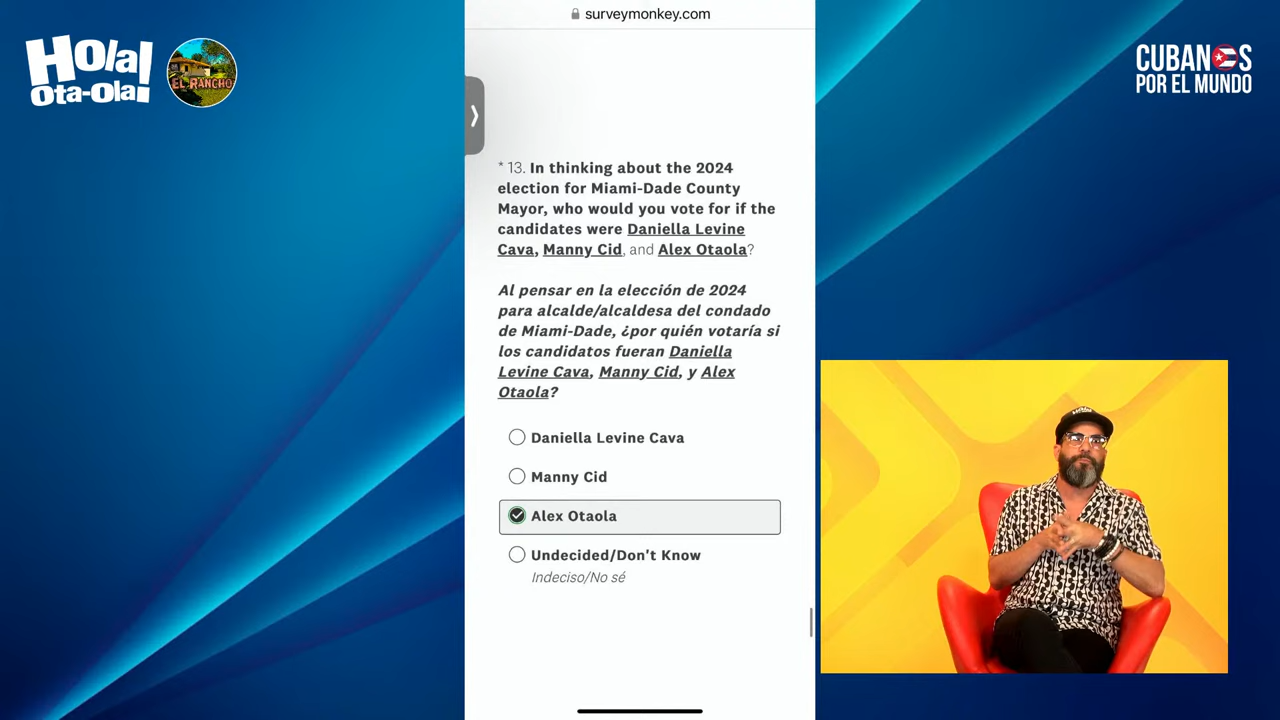 surveymonkey.com
Hola!
Ota-Ola!
EL RANCHO
CUBANOS
POR EL MUNDO
* 13. In thinking about the 2024
election for Miami-Dade County
Mayor, who would you vote for if the
candidates were Daniella Levine
Cava, Manny Cid, and Alex Otaola?
Al pensar en la elección de 2024
para alcalde/alcaldesa del condado
de Miami-Dade, ¿por quién votaría si
los candidatos fueran Daniella
Levine Cava, Manny Cid, y Alex
Otaola?
Daniella Levine Cava
Manny Cid
Alex Otaola
Undecided/Don't Know
Indeciso/No sé